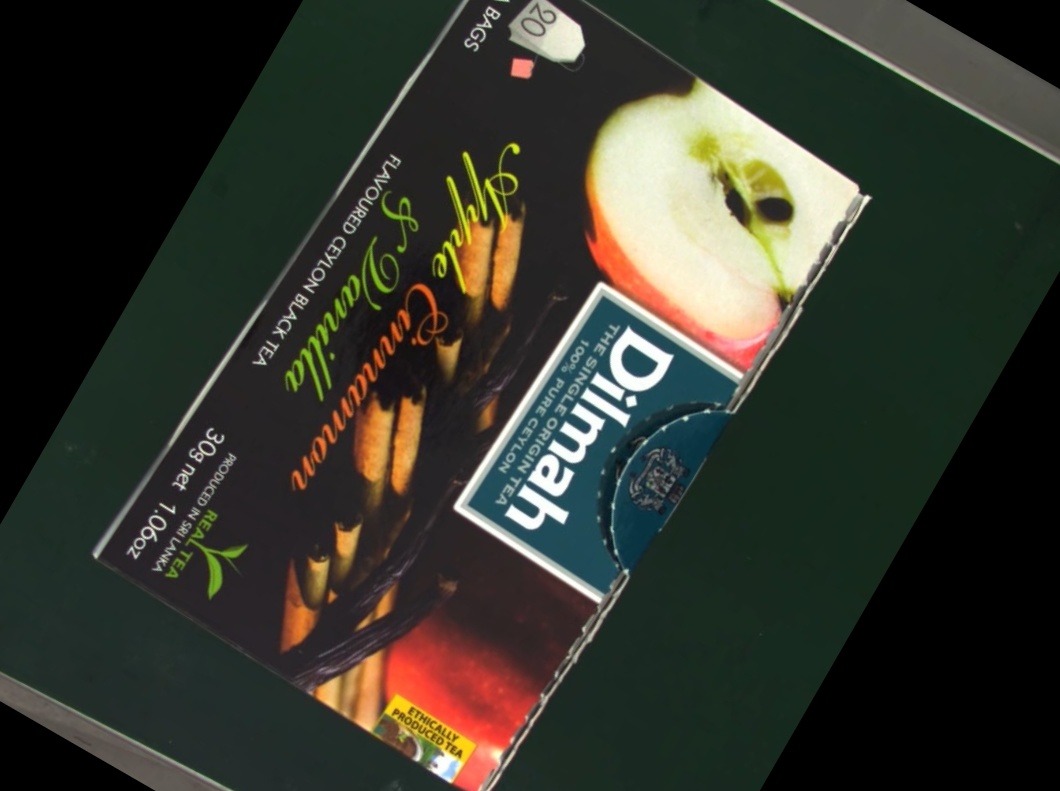 Dilmah
THE SINGLE ORIGIN TEA
100% PURE CEYLON
Apple Cinnamon
& Vanilla
FLAVOURED CEYLON BLACK TEA
20
BAGS
REAL TEA
PRODUCED IN SRI LANKA
30g net 1.06oz
ETHICALLY
PRODUCED TEA